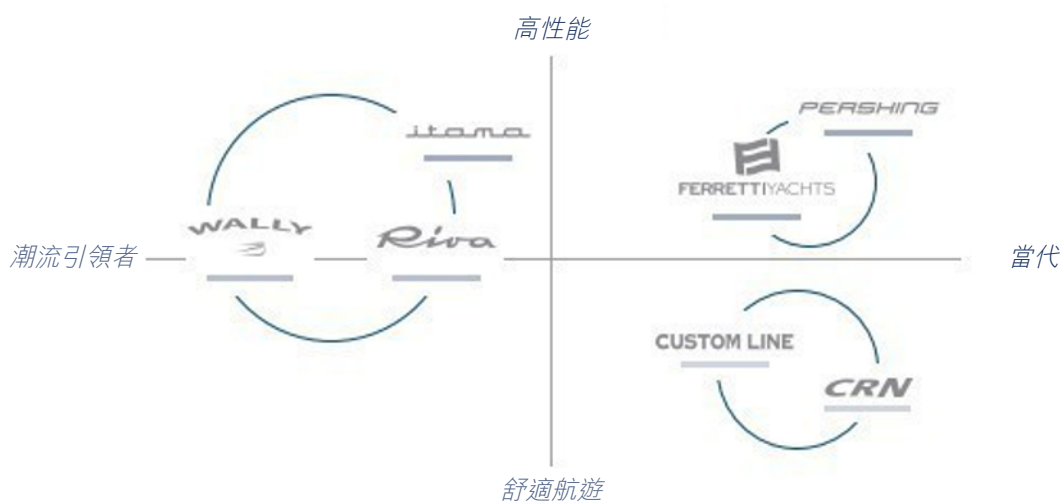 高性能
PERSHING
itama
FERRETTIYACHTS
WALLY
Riva
潮流引領者
當代
CUSTOM LINE
CRN
舒適航遊